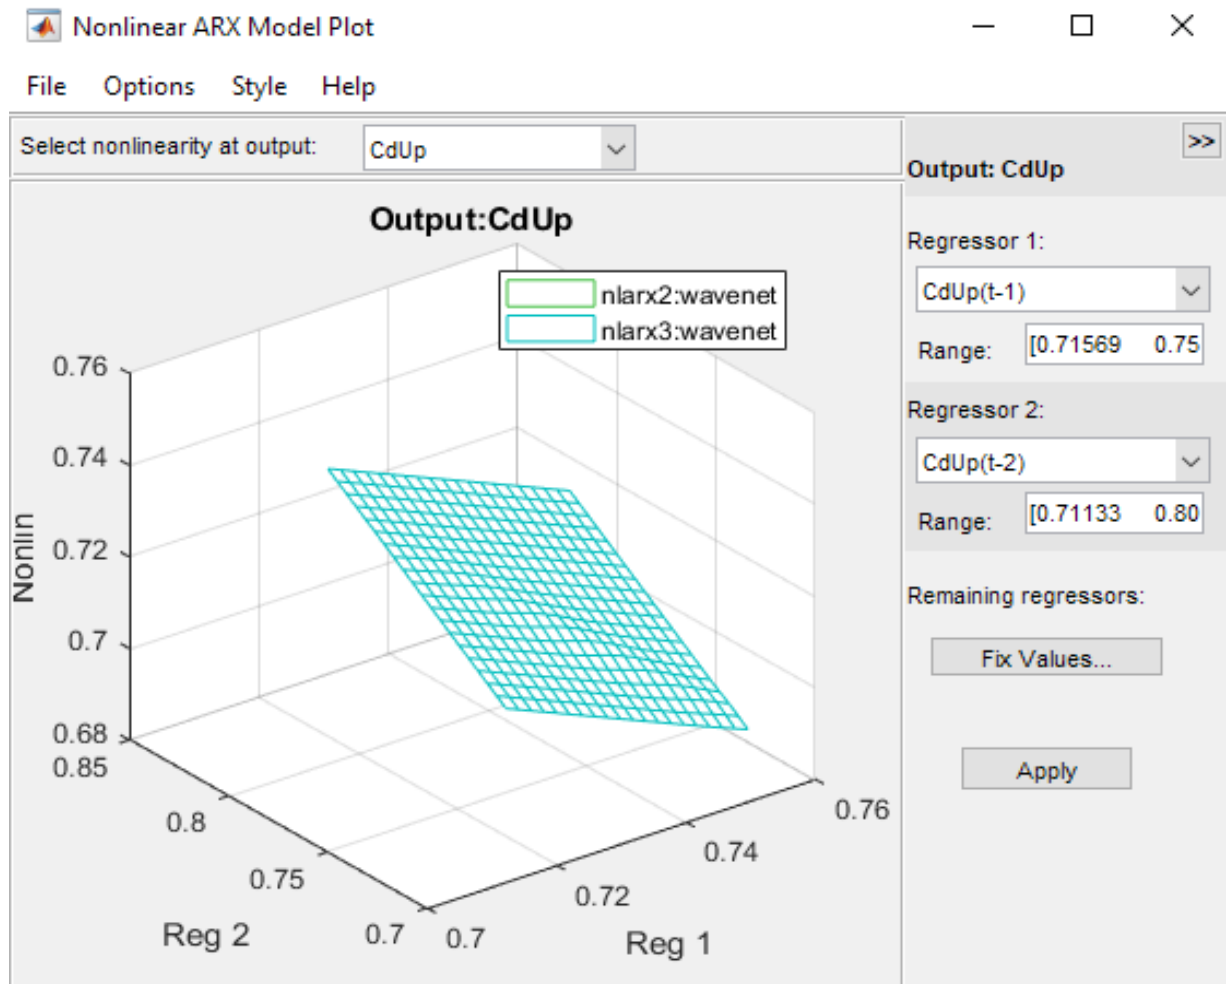 Nonlinear ARX Model Plot
File Options Style Help
Select nonlinearity at output: CdUp
>>
Output: CdUp
Output:CdUp
nlarx2:wavenet
nlarx3:wavenet
0.76
0.74
0.72
0.7
0.68
Nonlin
0.85
0.8
0.75
0.7
Reg 2
0.7
0.72
0.74
0.76
Reg 1
Regressor 1:
CdUp(t-1)
Range: [0.71569 0.75
Regressor 2:
CdUp(t-2)
Range: [0.71133 0.80
Remaining regressors:
Fix Values...
Apply